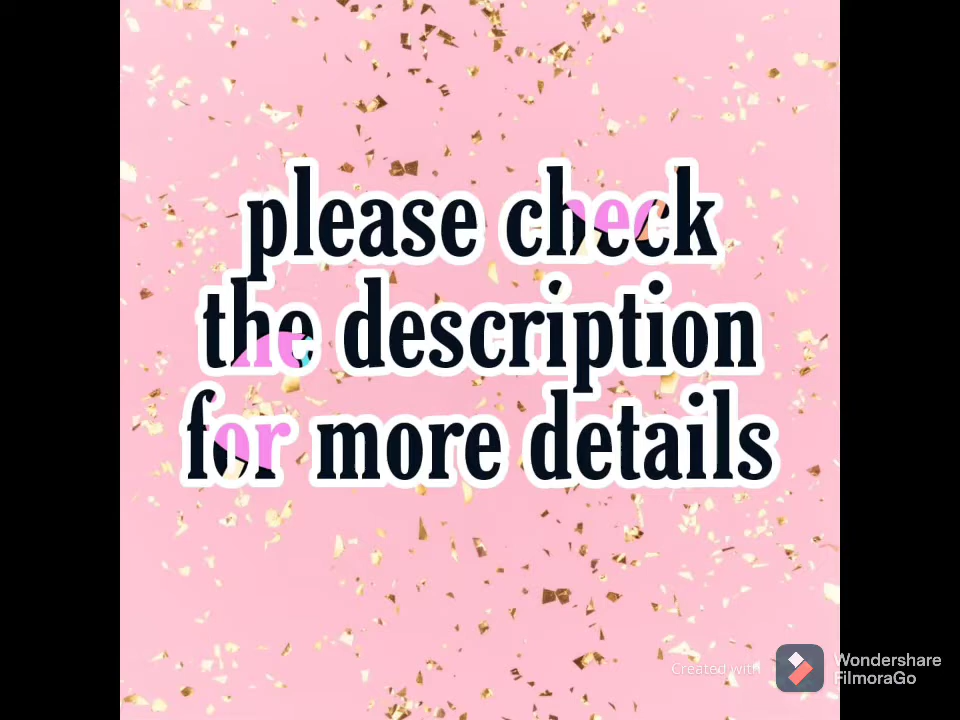 please check
the description
for more details
Created with
Wondershare
FilmoraGo